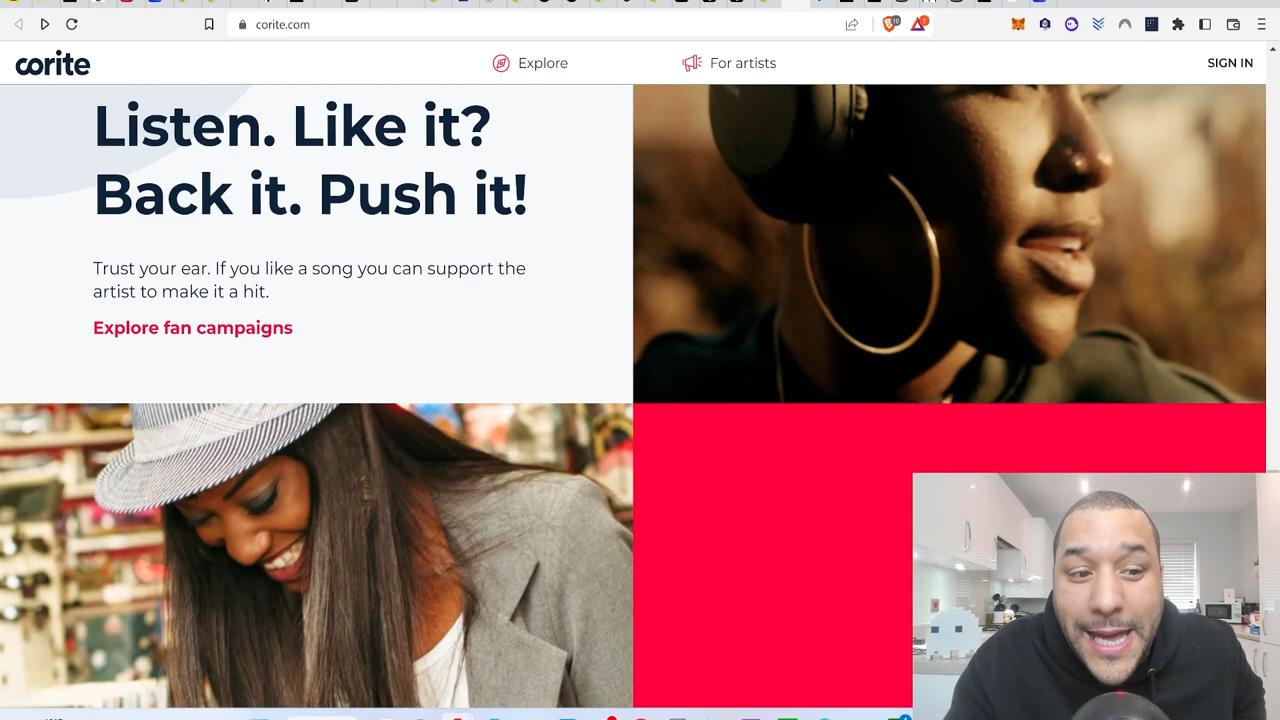 corite.com
corite
Explore
For artists
SIGN IN
Listen. Like it?
Back it. Push it!
Trust your ear. If you like a song you can support the
artist to make it a hit.
Explore fan campaigns